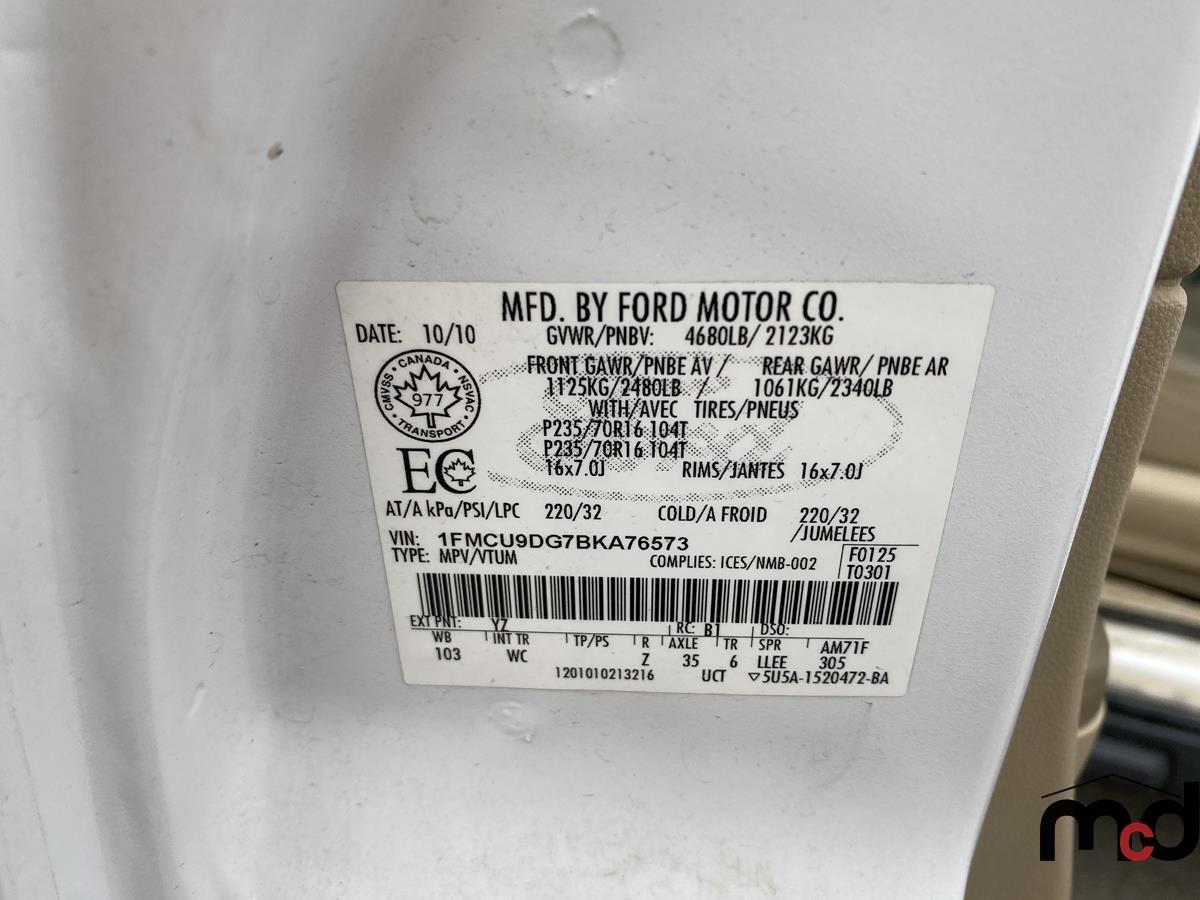 MFD. BY FORD MOTOR CO.
DATE: 10/10 GVWR/PNBV: 4680LB/ 2123KG
FRONT GAWR/PNBE AV / REAR GAWR/ PNBE AR
1125KG/2480LB / 1061KG/2340LB
WITH/AVEC TIRES/PNEUS
P235/70R16 104T
P235/70R16 104T
16x7.0J RIMS/JANTES 16x7.0J
CANADA
CMVSS • NSVAC
977
TRANSPORT
EC
AT/A kPa/PSI/LPC 220/32 COLD/A FROID 220/32
/JUMELEES
VIN: 1FMCU9DG7BKA76573
TYPE: MPV/VTUM COMPLIES: ICES/NMB-002
F0125
T0301
EXT PNT: YZ RC: B1 DSO:
WB INT TR TP/PS R AXLE TR SPR AM71F
103 WC Z 35 6 LLEE 305
1201010213216 UCT ▽5U5A-1520472-BA
mcd